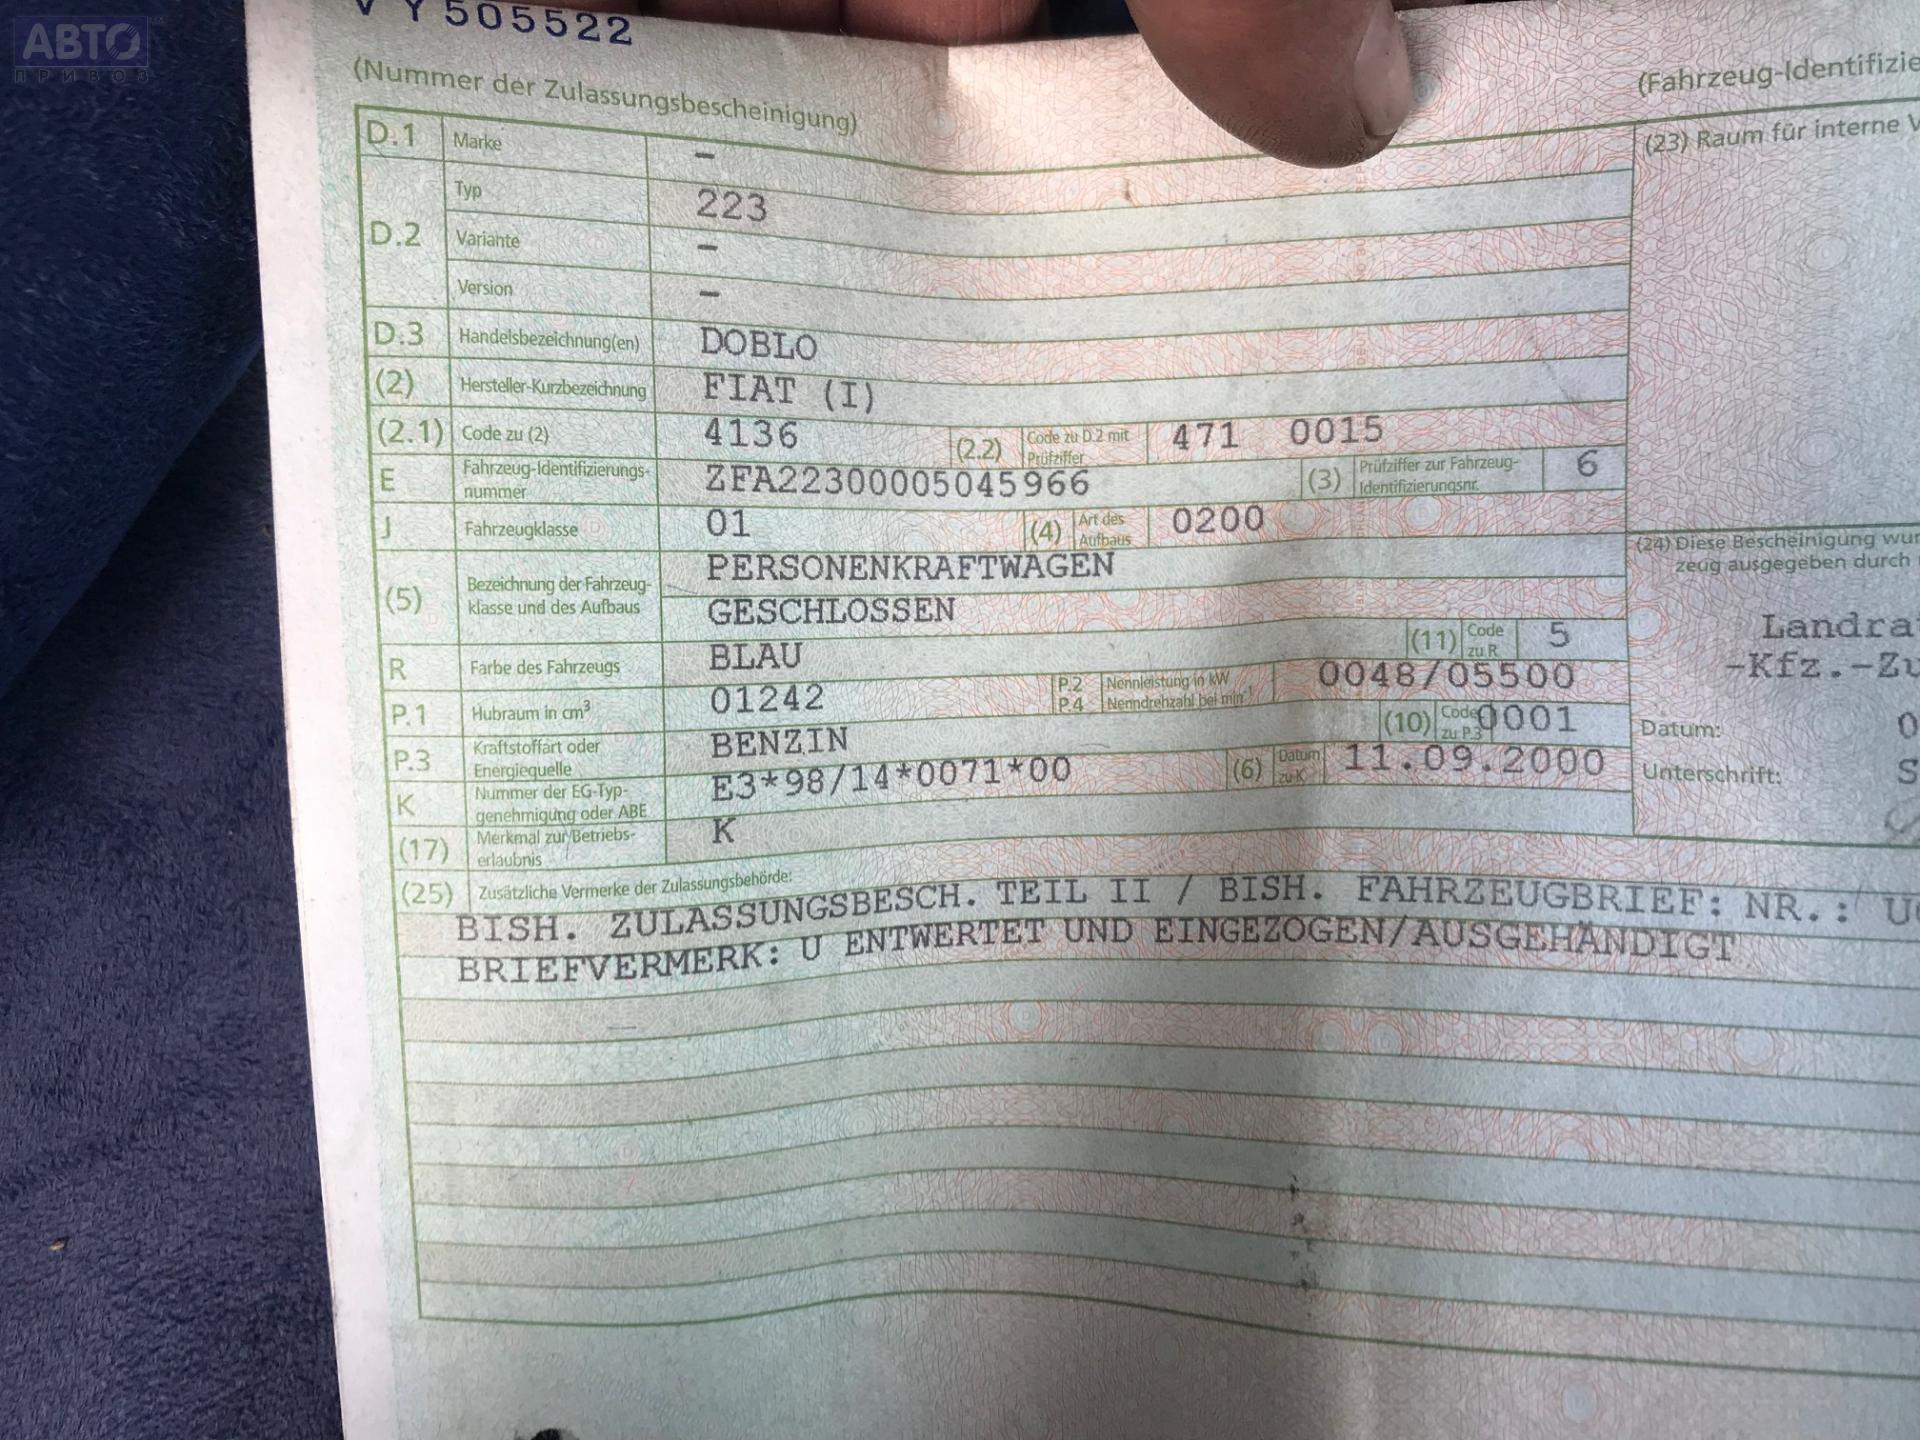 АВТО
ПРИВОЗ
VY505522
(Nummer der Zulassungsbescheinigung)
(Fahrzeug-Identifizie
D.1 Marke –
D.2 Typ 223
Variante –
Version –
D.3 Handelsbezeichnung(en) DOBLO
(2) Hersteller-Kurzbezeichnung FIAT (I)
(2.1) Code zu (2) 4136 (2.2) Code zu D.2 mit Prüfziffer 471 0015
E Fahrzeug-Identifizierungs-nummer ZFA22300005045966 (3) Prüfziffer zur Fahrzeug-Identifizierungsnr. 6
J Fahrzeugklasse 01 (4) Art des Aufbaus 0200
(5) Bezeichnung der Fahrzeug-klasse und des Aufbaus PERSONENKRAFTWAGEN
GESCHLOSSEN
R Farbe des Fahrzeugs BLAU (11) Code zu R 5
P.1 Hubraum in cm³ 01242 P.2 P.4 Nennleistung in kW Nenndrehzahl bei min⁻¹ 0048/05500
P.3 Kraftstoffart oder Energiequelle BENZIN (10) Code zu P.3 0001
K Nummer der EG-Typ-genehmigung oder ABE E3*98/14*0071*00 (6) Datum zu K 11.09.2000
(17) Merkmal zur Betriebs-erlaubnis K
(23) Raum für interne V
(24) Diese Bescheinigung wur
zeug ausgegeben durch
Landra
-Kfz.-Zu
Datum: 0
Unterschrift: S
(25) Zusätzliche Vermerke der Zulassungsbehörde:
BISH. ZULASSUNGSBESCH. TEIL II / BISH. FAHRZEUGBRIEF: NR.: U
BRIEFVERMERK: U ENTWERTET UND EINGEZOGEN/AUSGEHÄNDIGT